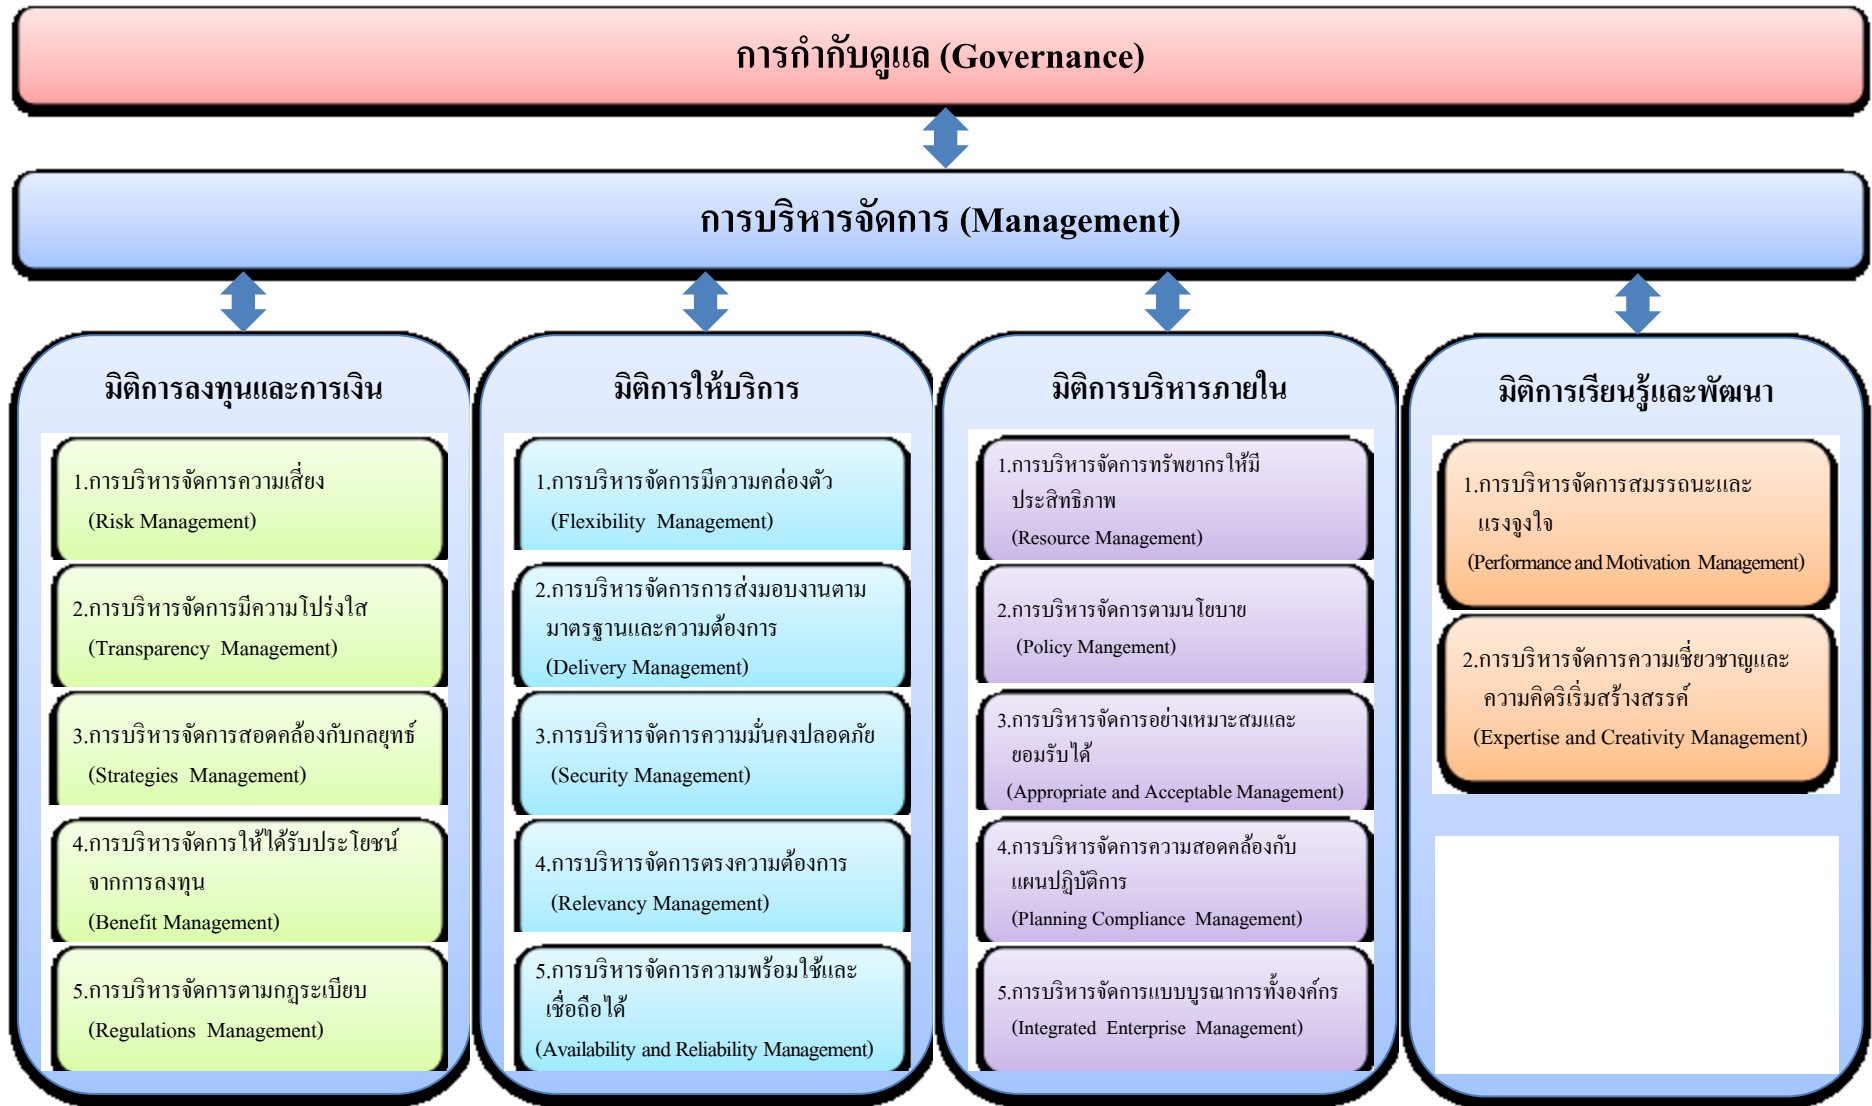 การกำกับดูแล (Governance)
การบริหารจัดการ (Management)
มิติการลงทุนและการเงิน
1.การบริหารจัดการความเสี่ยง
(Risk Management)
2.การบริหารจัดการมีความโปร่งใส
(Transparency Management)
3.การบริหารจัดการสอดคล้องกับกลยุทธ์
(Strategies Management)
4.การบริหารจัดการให้ได้รับประโยชน์
จากการลงทุน
(Benefit Management)
5.การบริหารจัดการตามกฎระเบียบ
(Regulations Management)
มิติการให้บริการ
1.การบริหารจัดการมีความคล่องตัว
(Flexibility Management)
2.การบริหารจัดการการส่งมอบงานตาม
มาตรฐานและความต้องการ
(Delivery Management)
3.การบริหารจัดการความมั่นคงปลอดภัย
(Security Management)
4.การบริหารจัดการตรงความต้องการ
(Relevancy Management)
5.การบริหารจัดการความพร้อมใช้และ
เชื่อถือได้
(Availability and Reliability Management)
มิติการบริหารภายใน
1.การบริหารจัดการทรัพยากรให้มี
ประสิทธิภาพ
(Resource Management)
2.การบริหารจัดการตามนโยบาย
(Policy Mangement)
3.การบริหารจัดการอย่างเหมาะสมและ
ยอมรับได้
(Appropriate and Acceptable Management)
4.การบริหารจัดการความสอดคล้องกับ
แผนปฏิบัติการ
(Planning Compliance Management)
5.การบริหารจัดการแบบบูรณาการทั้งองค์กร
(Integrated Enterprise Management)
มิติการเรียนรู้และพัฒนา
1.การบริหารจัดการสมรรถนะและ
แรงจูงใจ
(Performance and Motivation Management)
2.การบริหารจัดการความเชี่ยวชาญและ
ความคิดริเริ่มสร้างสรรค์
(Expertise and Creativity Management)